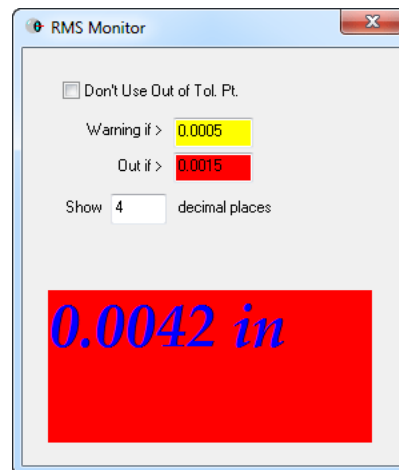 RMS Monitor
Don't Use Out of Tol. Pt.
Warning if > 0.0005
Out if > 0.0015
Show 4 decimal places
0.0042 in